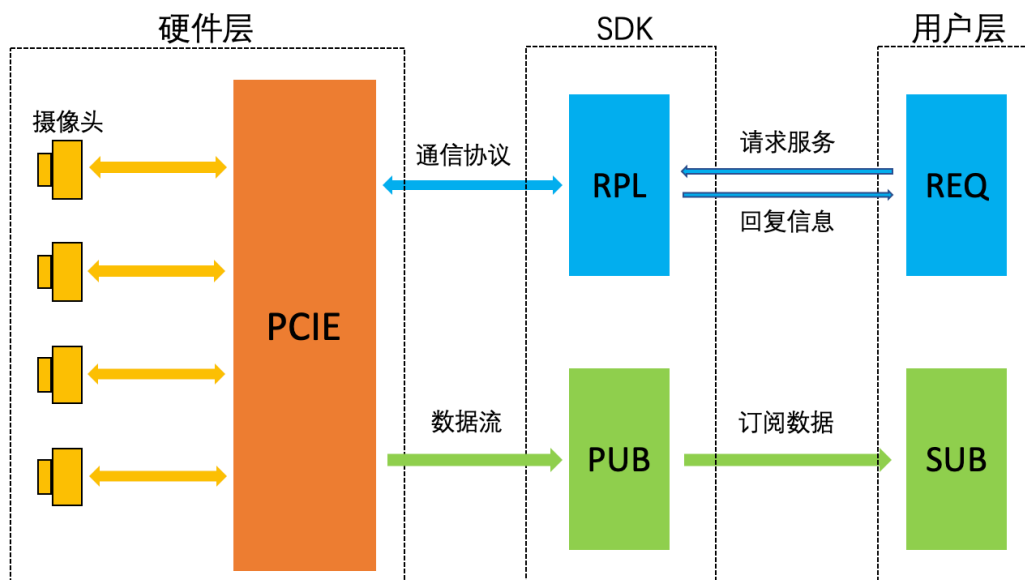 硬件层
SDK
用户层
摄像头
PCIE
通信协议
RPL
请求服务
回复信息
REQ
数据流
PUB
订阅数据
SUB